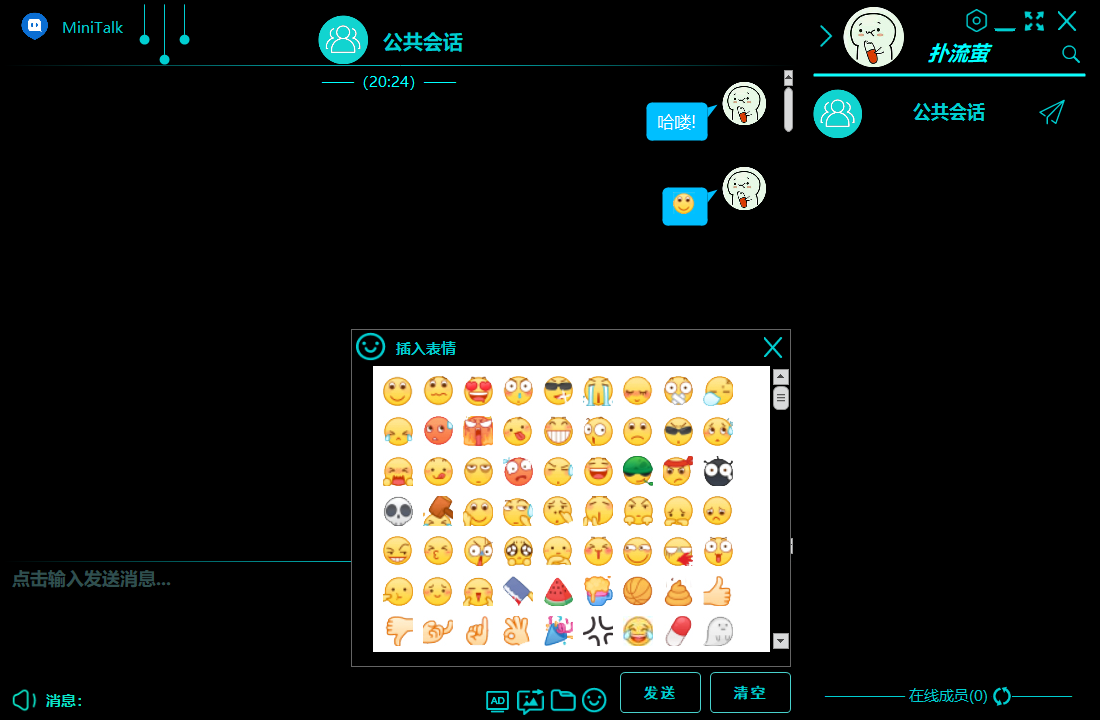 MiniTalk
公共会话
扑流萤
(20:24)
哈喽!
公共会话
插入表情
点击输入发送消息...
消息:
AD
发送
清空
在线成员(0)